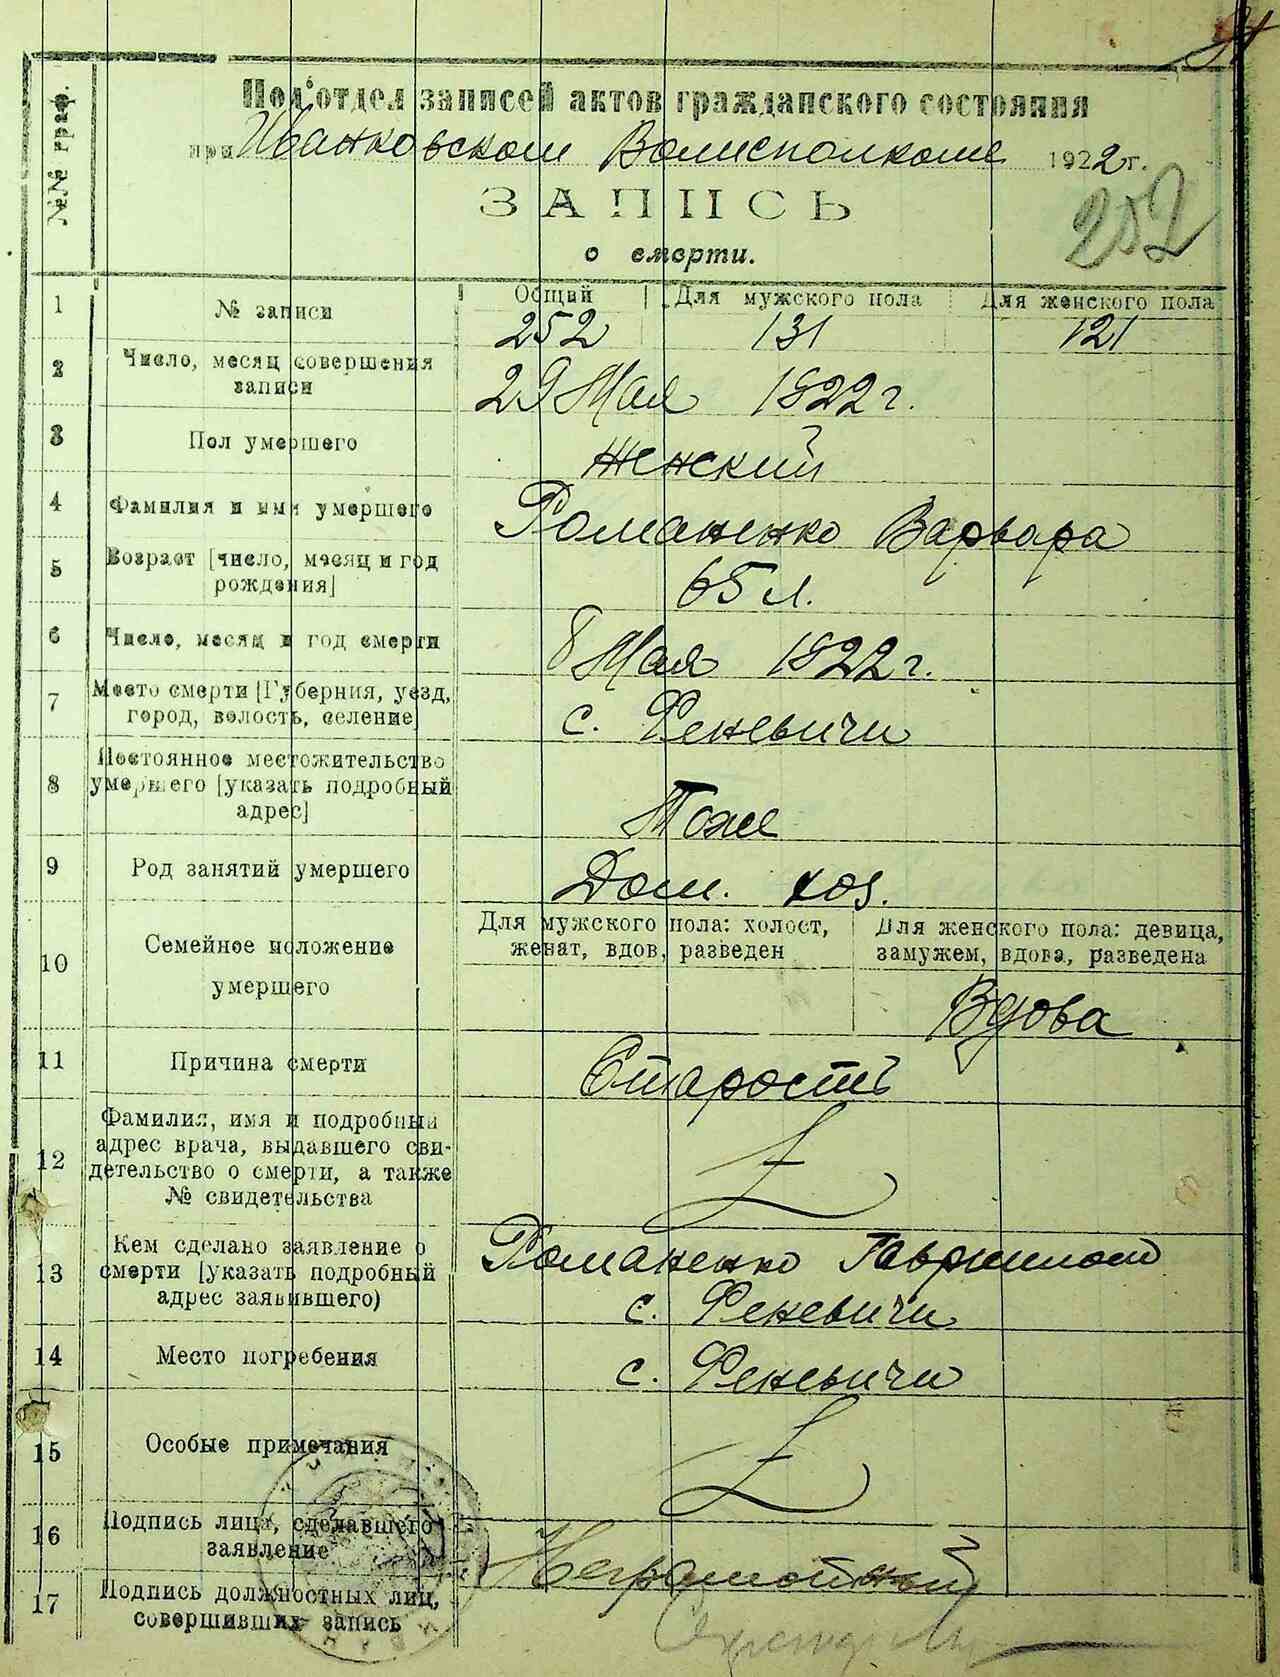 91
№№ граф.
Под'отдел записей актов гражданского состояния
при Иванковском Волисполкоме 1922 г.
252
ЗАПИСЬ
о смерти.
1 № записи Общий Для мужского пола Для женского пола
252 131 121
2 Число, месяц совершения записи
29 Мая 1922 г.
3 Пол умершего Женский
4 Фамилия и имя умершего Романенко Варвара
5 Возраст [число, месяц и год рождения]
65 л.
6 Число, месяц и год смерти 8 Мая 1922 г.
7 Место смерти [Губерния, уезд, город, волость, селение]
с. Феневичи
8 Постоянное местожительство умершего [указать подробный адрес]
Тоже
9 Род занятий умершего Дом. хоз.
10 Семейное положение умершего
Для мужского пола: холост, женат, вдов, разведен
Для женского пола: девица, замужем, вдова, разведена
Вдова
11 Причина смерти Старость
12 Фамилия, имя и подробный адрес врача, выдавшего сви-
детельство о смерти, а также № свидетельства
13 Кем сделано заявление о смерти [указать подробный адрес заявившего)
Романенко Гавриилом
с. Феневичи
14 Место погребения с. Феневичи
15 Особые примечания
16 Подпись лица, сделавшего заявление
Неграмотный
17 Подпись должностных лиц, совершивших запись